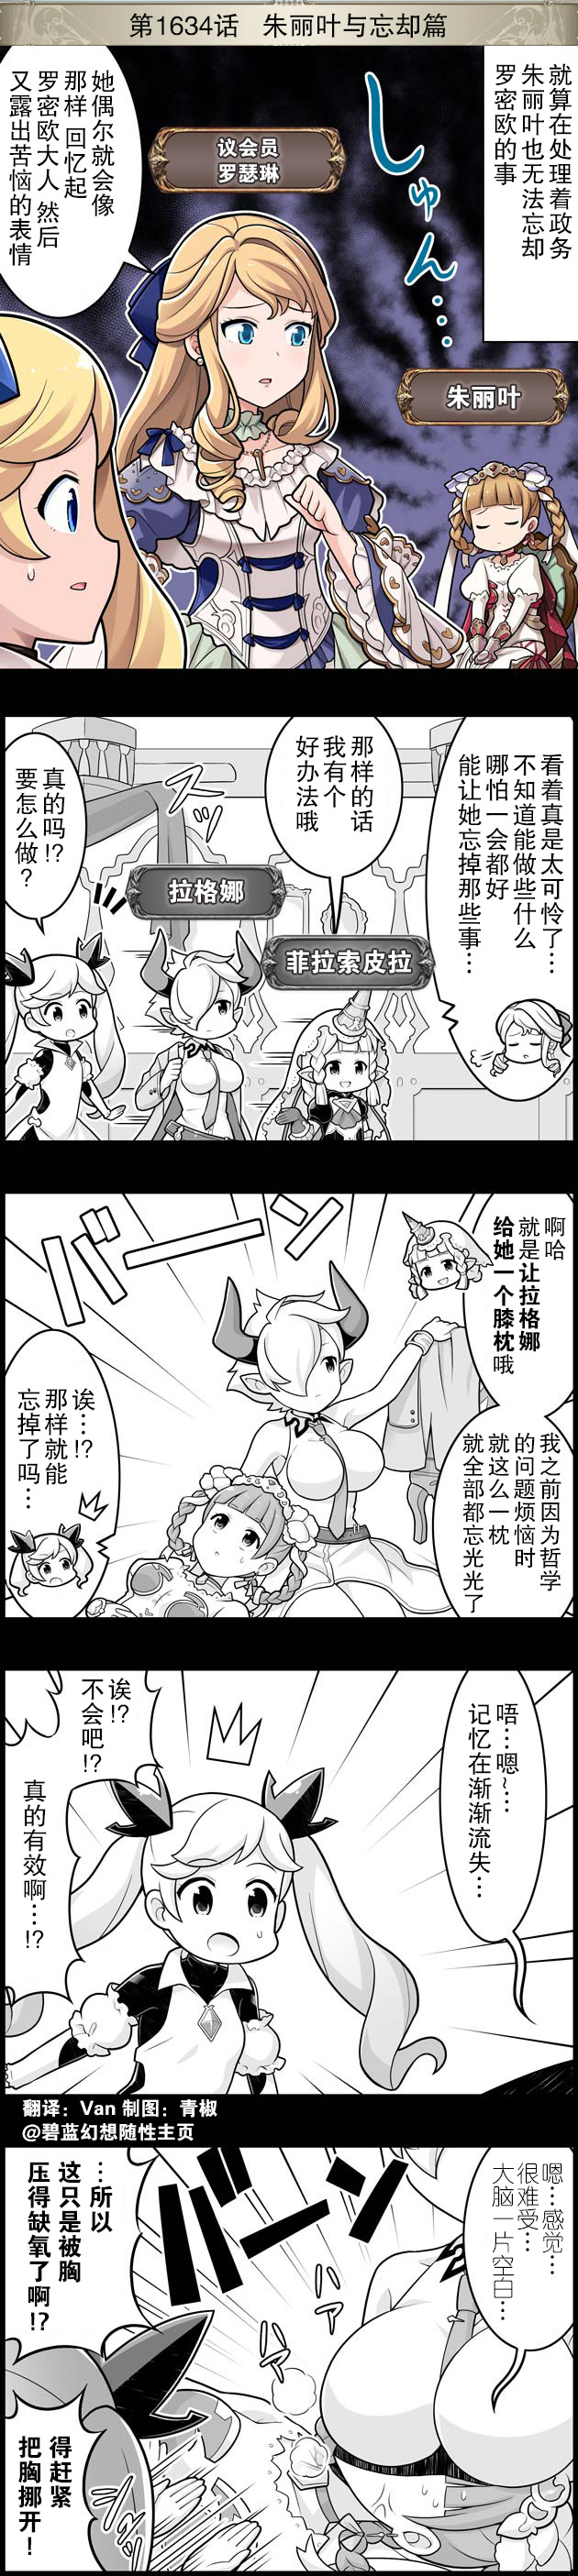 第1634话 朱丽叶与忘却篇
就算在处理着政务
朱丽叶也无法忘却
罗密欧的事
しゅん…
议会员
罗瑟琳
她偶尔就会像
那样 回忆起
罗密欧大人 然后
又露出苦恼的表情
朱丽叶
看着真是太可怜了…
不知道能做些什么
哪怕一会都好
能让她忘掉那些事…
那样的话
我有个
好办法哦
スッ
真的吗!?
要怎么做?
拉格娜
菲拉索皮拉
啊哈
就是让拉格娜
给她一个膝枕哦
我之前因为哲学
的问题烦恼时
就这么一枕
就全部都忘光光了
バーーン
诶…!?
那样就能
忘掉了吗…
唔…嗯~…
记忆在渐渐流失…
诶!?
不会吧!?
真的有效啊…!?
翻译：Van 制图：青椒
@碧蓝幻想随性主页
嗯…感觉…
很难受…
大脑一片空白…
バーン
ハァ
ハァ
…所以
这只是被胸
压得缺氧了啊!?
得赶紧
把胸挪开！